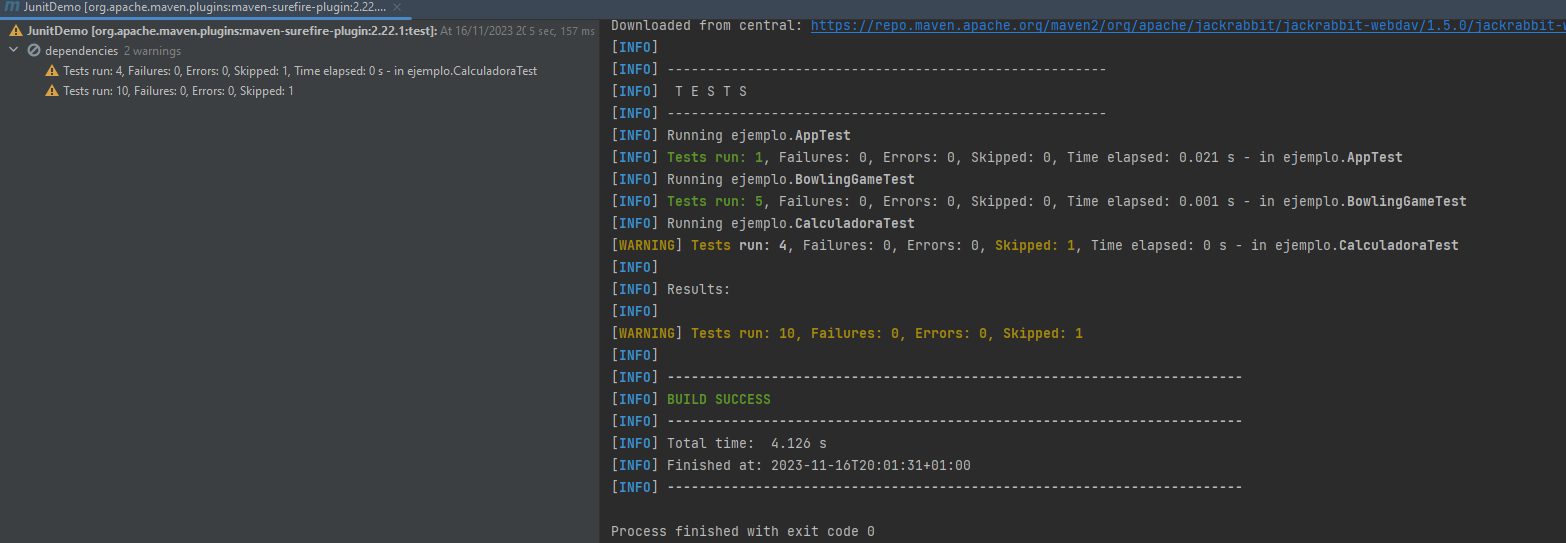 JunitDemo [org.apache.maven.plugins:maven-surefire-plugin:2.22....
JunitDemo [org.apache.maven.plugins:maven-surefire-plugin:2.22.1:test]: At 16/11/2023 20 5 sec, 157 ms
dependencies 2 warnings
Tests run: 4, Failures: 0, Errors: 0, Skipped: 1, Time elapsed: 0 s - in ejemplo.CalculadoraTest
Tests run: 10, Failures: 0, Errors: 0, Skipped: 1
Downloaded from central: https://repo.maven.apache.org/maven2/org/apache/jackrabbit/jackrabbit-webdav/1.5.0/jackrabbit-w
[INFO]
[INFO] -------------------------------------------------------
[INFO]  T E S T S
[INFO] -------------------------------------------------------
[INFO] Running ejemplo.AppTest
[INFO] Tests run: 1, Failures: 0, Errors: 0, Skipped: 0, Time elapsed: 0.021 s - in ejemplo.AppTest
[INFO] Running ejemplo.BowlingGameTest
[INFO] Tests run: 5, Failures: 0, Errors: 0, Skipped: 0, Time elapsed: 0.001 s - in ejemplo.BowlingGameTest
[INFO] Running ejemplo.CalculadoraTest
[WARNING] Tests run: 4, Failures: 0, Errors: 0, Skipped: 1, Time elapsed: 0 s - in ejemplo.CalculadoraTest
[INFO]
[INFO] Results:
[INFO]
[WARNING] Tests run: 10, Failures: 0, Errors: 0, Skipped: 1
[INFO]
[INFO] ------------------------------------------------------------------------
[INFO] BUILD SUCCESS
[INFO] ------------------------------------------------------------------------
[INFO] Total time:  4.126 s
[INFO] Finished at: 2023-11-16T20:01:31+01:00
[INFO] ------------------------------------------------------------------------
Process finished with exit code 0